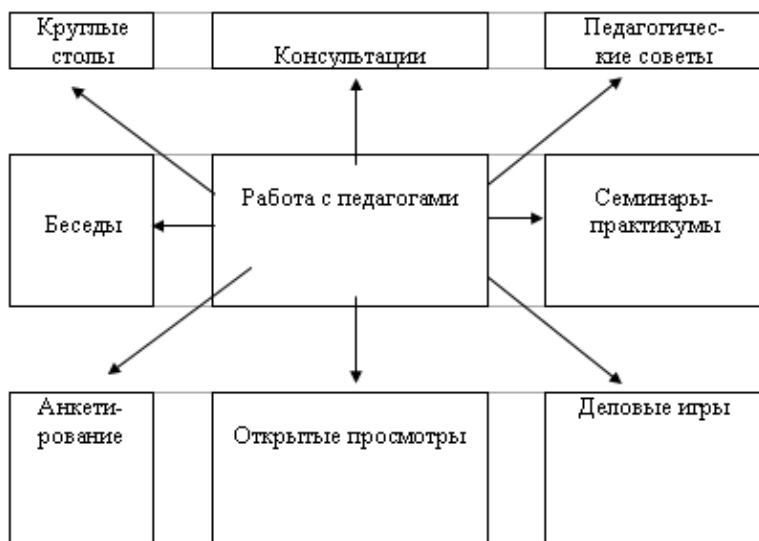 Круглые
столы
Консультации
Педагогичес-
кие советы
Беседы
Работа с педагогами
Семинары-
практикумы
Анкети-
рование
Открытые просмотры
Деловые игры